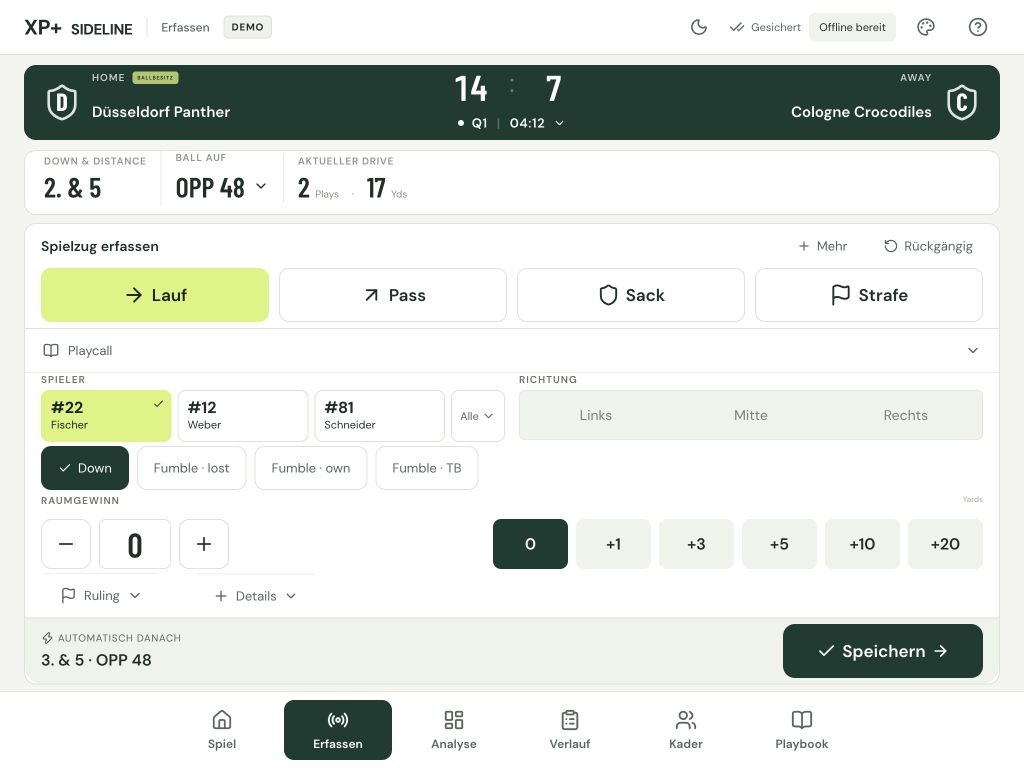 XP+ SIDELINE Erfassen DEMO Gesichert Offline bereit
HOME BALLBESITZ 14 : 7 AWAY
D Düsseldorf Panther Cologne Crocodiles C
Q1 | 04:12
DOWN & DISTANCE BALL AUF AKTUELLER DRIVE
2. & 5 OPP 48 2 Plays · 17 Yds
Spielzug erfassen + Mehr Rückgängig
Lauf Pass Sack Strafe
Playcall
SPIELER RICHTUNG
#22 #12 #81 Alle Links Mitte Rechts
Fischer Weber Schneider
Down Fumble · lost Fumble · own Fumble · TB
RAUMGEWINN Yards
− 0 + 0 +1 +3 +5 +10 +20
Ruling + Details
AUTOMATISCH DANACH
3. & 5 · OPP 48 Speichern
Spiel Erfassen Analyse Verlauf Kader Playbook